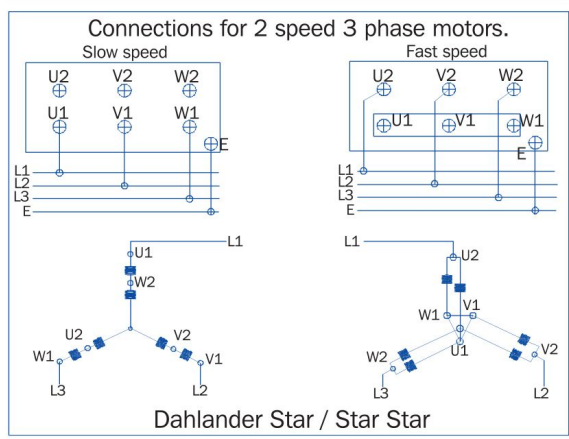 Connections for 2 speed 3 phase motors.
Slow speed
Fast speed
U2 V2 W2
U1 V1 W1
E
L1
L2
L3
E
U2 V2 W2
U1 V1 W1
E
L1
L2
L3
E
L1
U1
W2
U2 V2
W1 V1
L3 L2
L1
U2
W1 V1
U1
W2 V2
L3 L2
Dahlander Star / Star Star